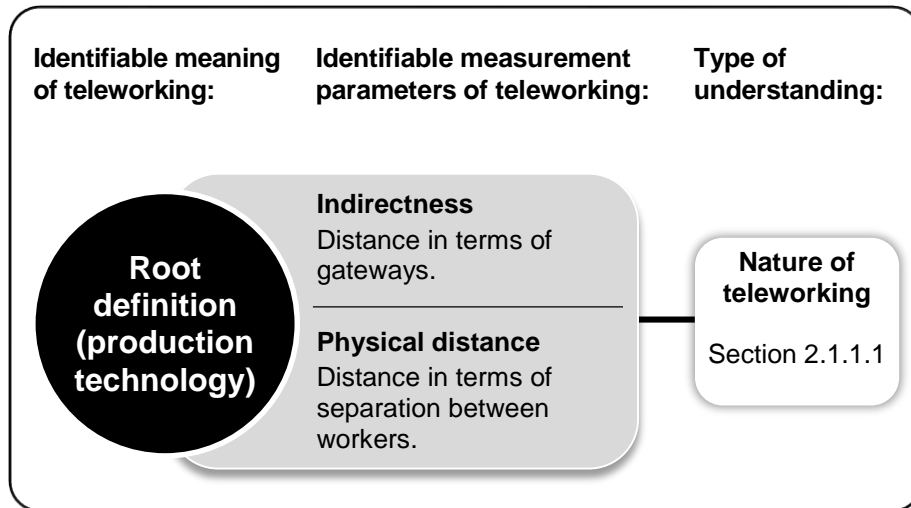 Identifiable meaning
of teleworking:
Identifiable measurement
parameters of teleworking:
Type of
understanding:
Root
definition
(production
technology)
Indirectness
Distance in terms of
gateways.
Physical distance
Distance in terms of
separation between
workers.
Nature of
teleworking
Section 2.1.1.1